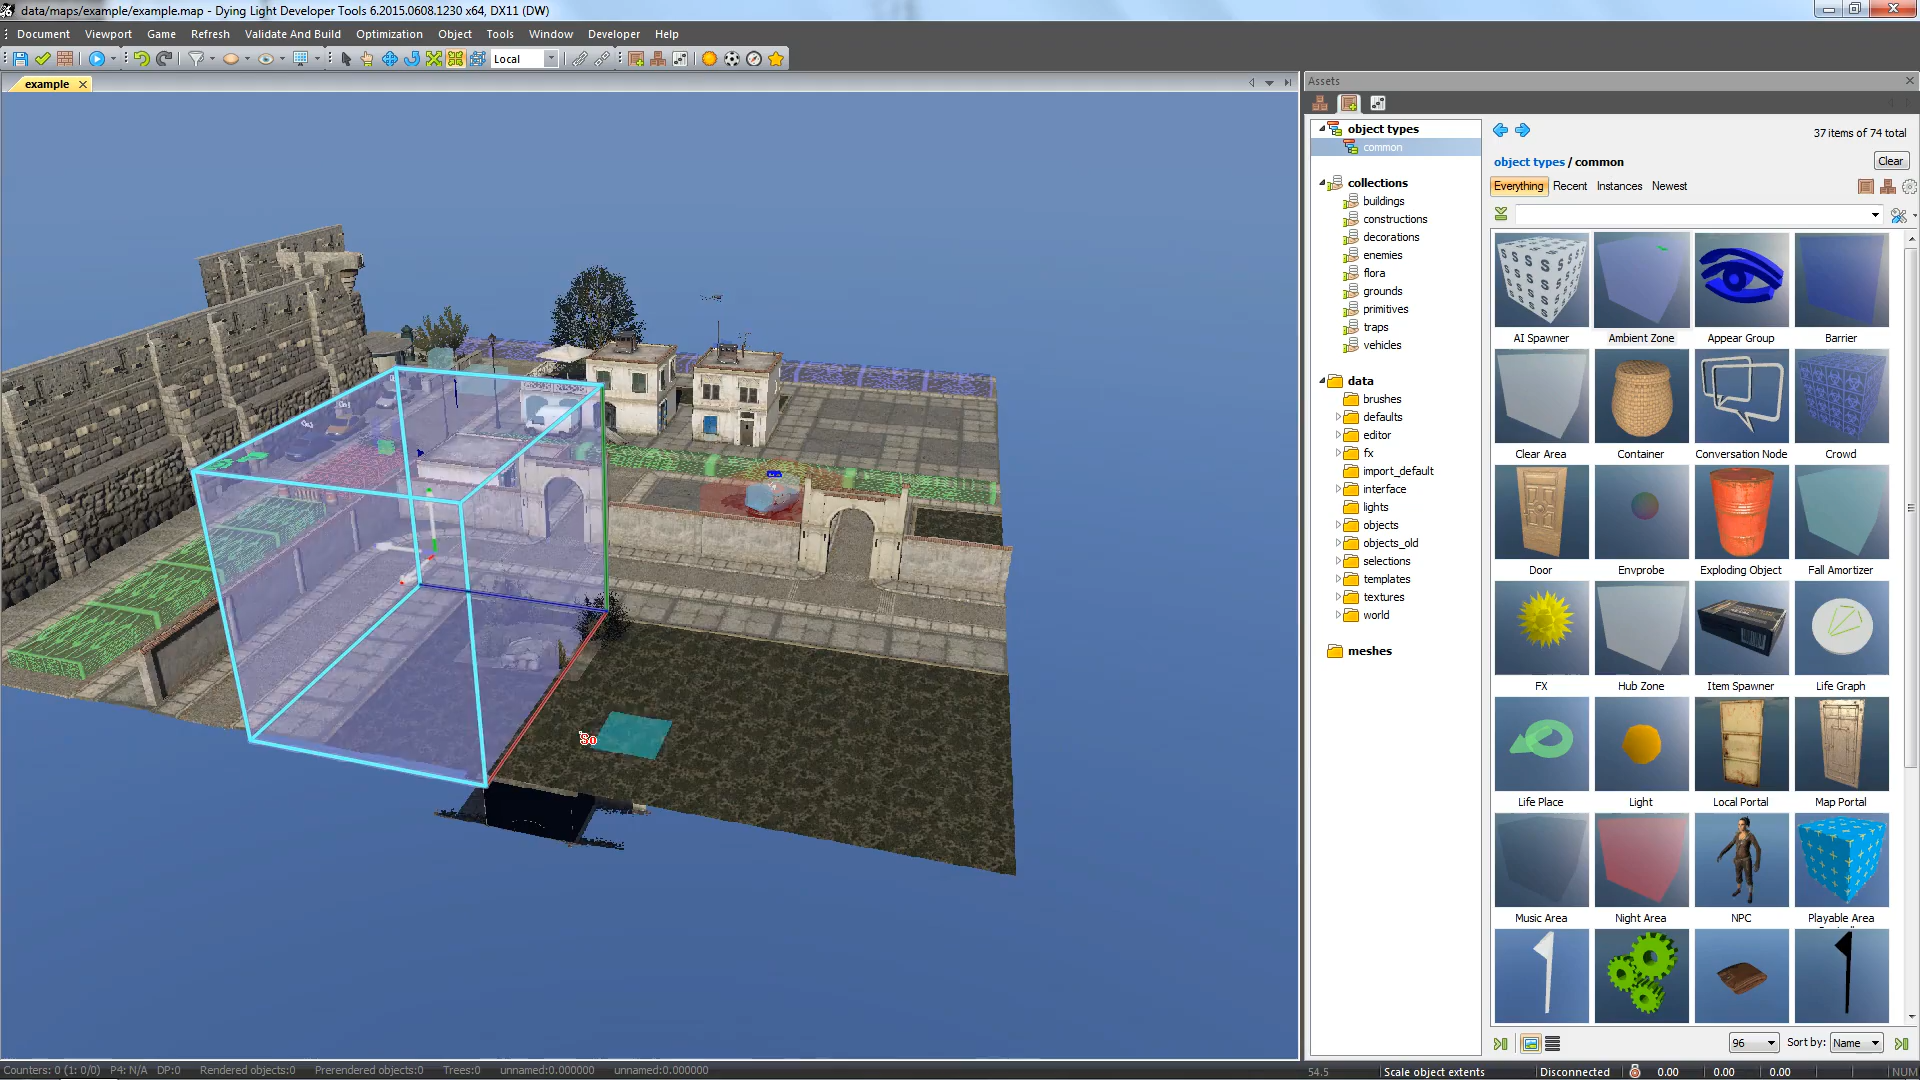 data/maps/example/example.map - Dying Light Developer Tools 6.2015.0608.1230 x64, DX11 (DW)
Document Viewport Game Refresh Validate And Build Optimization Object Tools Window Developer Help
Local
example
Assets
object types
common
collections
buildings
constructions
decorations
enemies
flora
grounds
primitives
traps
vehicles
data
brushes
defaults
editor
fx
import_default
interface
lights
objects
objects_old
selections
templates
textures
world
meshes
37 items of 74 total
object types / common
Clear
Everything Recent Instances Newest
AI Spawner Ambient Zone Appear Group Barrier
Clear Area Container Conversation Node Crowd
Door Envprobe Exploding Object Fall Amortizer
FX Hub Zone Item Spawner Life Graph
Life Place Light Local Portal Map Portal
Music Area Night Area NPC Playable Area
96 Sort by: Name
So
Counters: 0 (1: 0/0) P4: N/A DP:0 Rendered objects:0 Prerendered objects:0 Trees:0 unnamed:0.000000 unnamed:0.000000
54.5 Scale object extents Disconnected 0.00 0.00 0.00 NUM